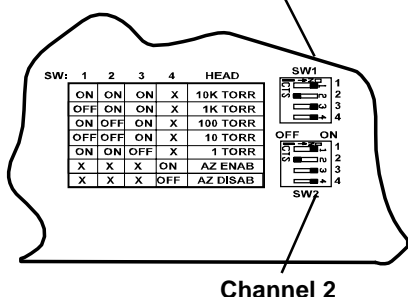 SW1
SW: 1 2 3 4 HEAD
ON ON ON X 10K TORR
OFF ON ON X 1K TORR
ON OFF ON X 100 TORR
OFF OFF ON X 10 TORR
ON ON OFF X 1 TORR
X X X ON AZ ENAB
X X X OFF AZ DISAB
CTS
1
2
3
4
OFF ON
CTS
1
2
3
4
SW2
Channel 2